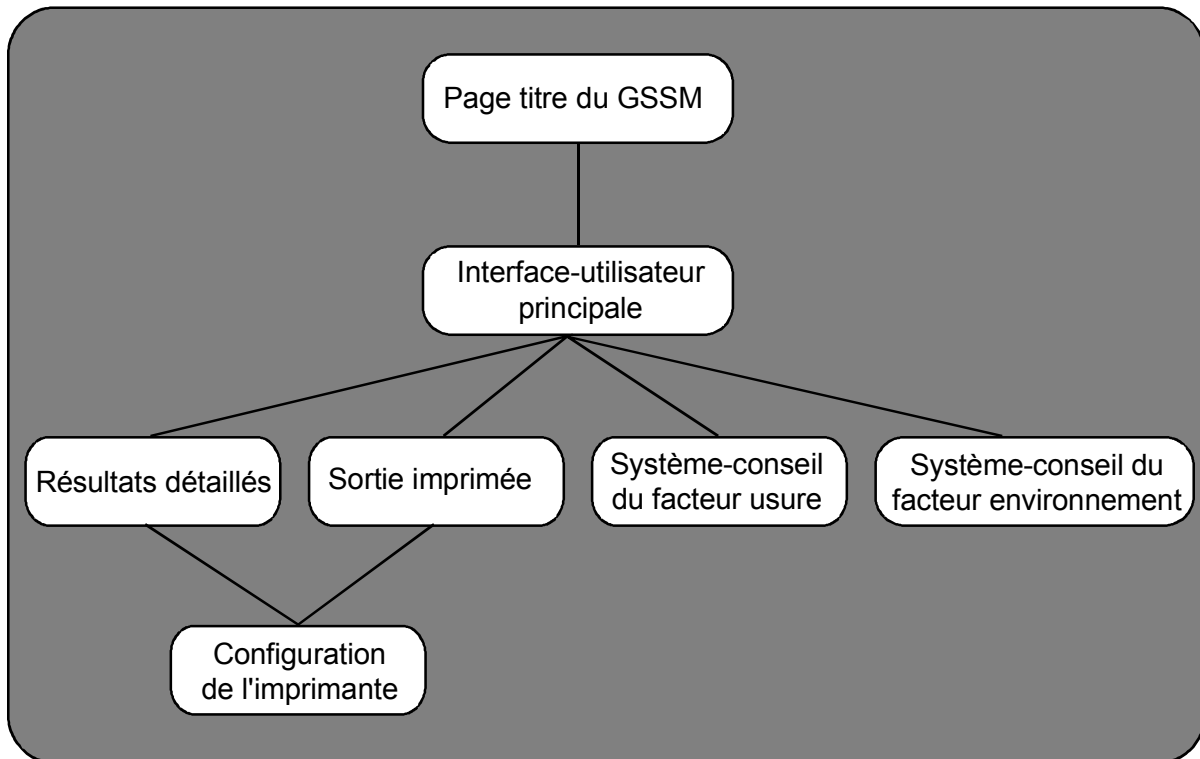 Page titre du GSSM
Interface-utilisateur
principale
Résultats détaillés
Sortie imprimée
Système-conseil
du facteur usure
Système-conseil du
facteur environnement
Configuration
de l'imprimante